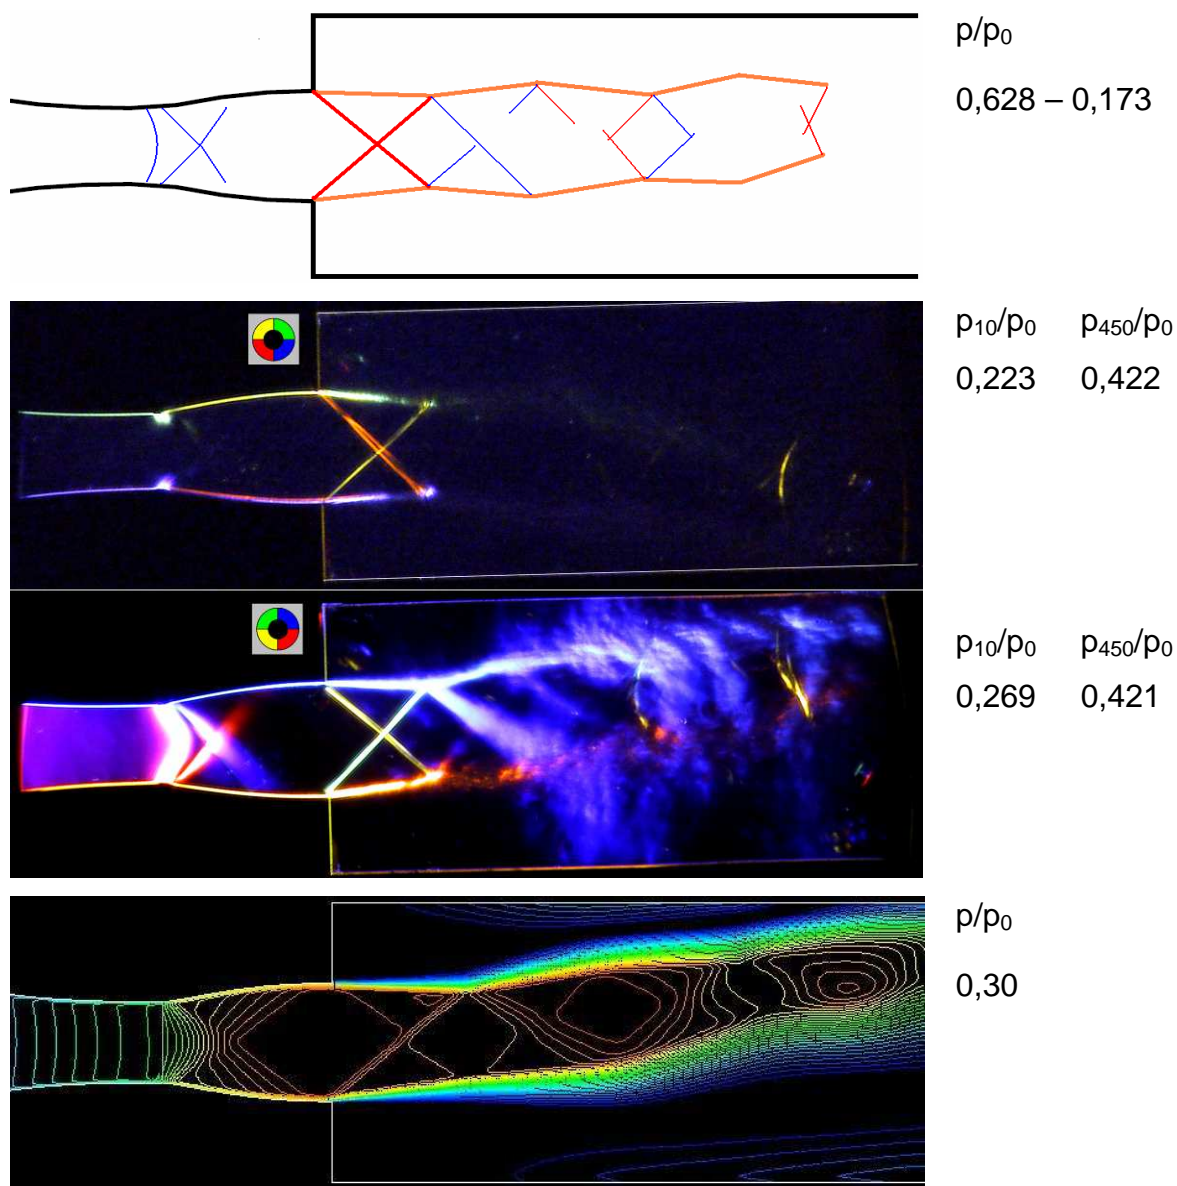 p/p₀
0,628 – 0,173
p₁₀/p₀ p₄₅₀/p₀
0,223 0,422
p₁₀/p₀ p₄₅₀/p₀
0,269 0,421
p/p₀
0,30